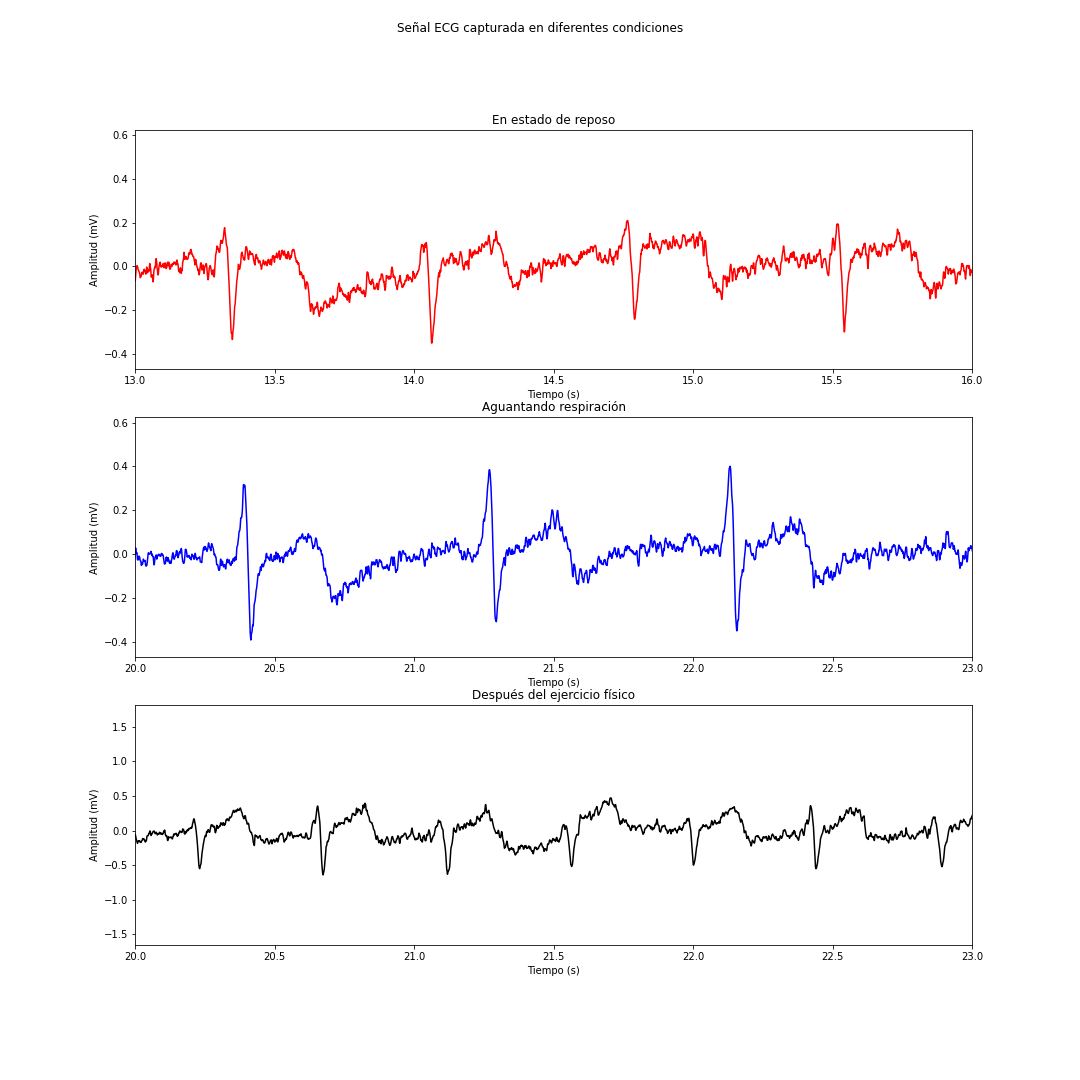 Señal ECG capturada en diferentes condiciones
En estado de reposo
Amplitud (mV)
0.6
0.4
0.2
0.0
−0.2
−0.4
13.0 13.5 14.0 14.5 15.0 15.5 16.0
Tiempo (s)
Aguantando respiración
Amplitud (mV)
0.6
0.4
0.2
0.0
−0.2
−0.4
20.0 20.5 21.0 21.5 22.0 22.5 23.0
Tiempo (s)
Después del ejercicio físico
Amplitud (mV)
1.5
1.0
0.5
0.0
−0.5
−1.0
−1.5
20.0 20.5 21.0 21.5 22.0 22.5 23.0
Tiempo (s)